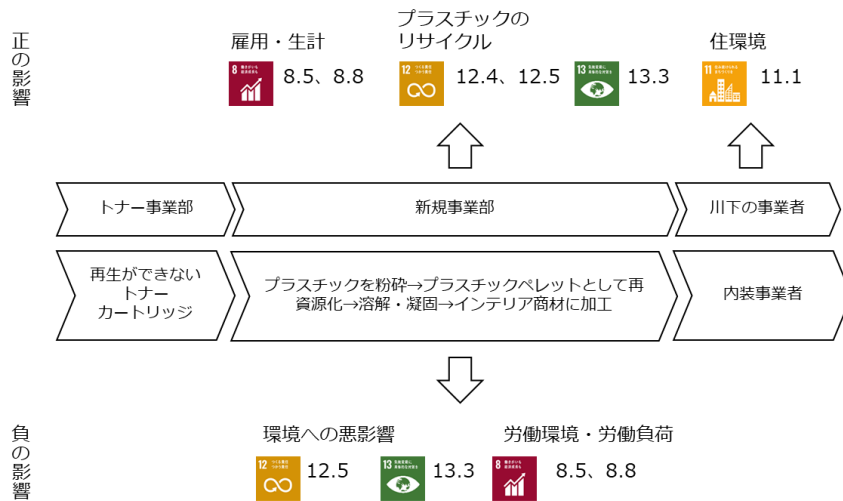 正の影響
雇用・生計
8
8.5、8.8
プラスチックの
リサイクル
12
12.4、12.5
13
13.3
住環境
11
11.1
トナー事業部
新規事業部
川下の事業者
再生ができない
トナー
カートリッジ
プラスチックを粉砕→プラスチックペレットとして再
資源化→溶解・凝固→インテリア商材に加工
内装事業者
負の影響
環境への悪影響
12
12.5
13
13.3
労働環境・労働負荷
8
8.5、8.8